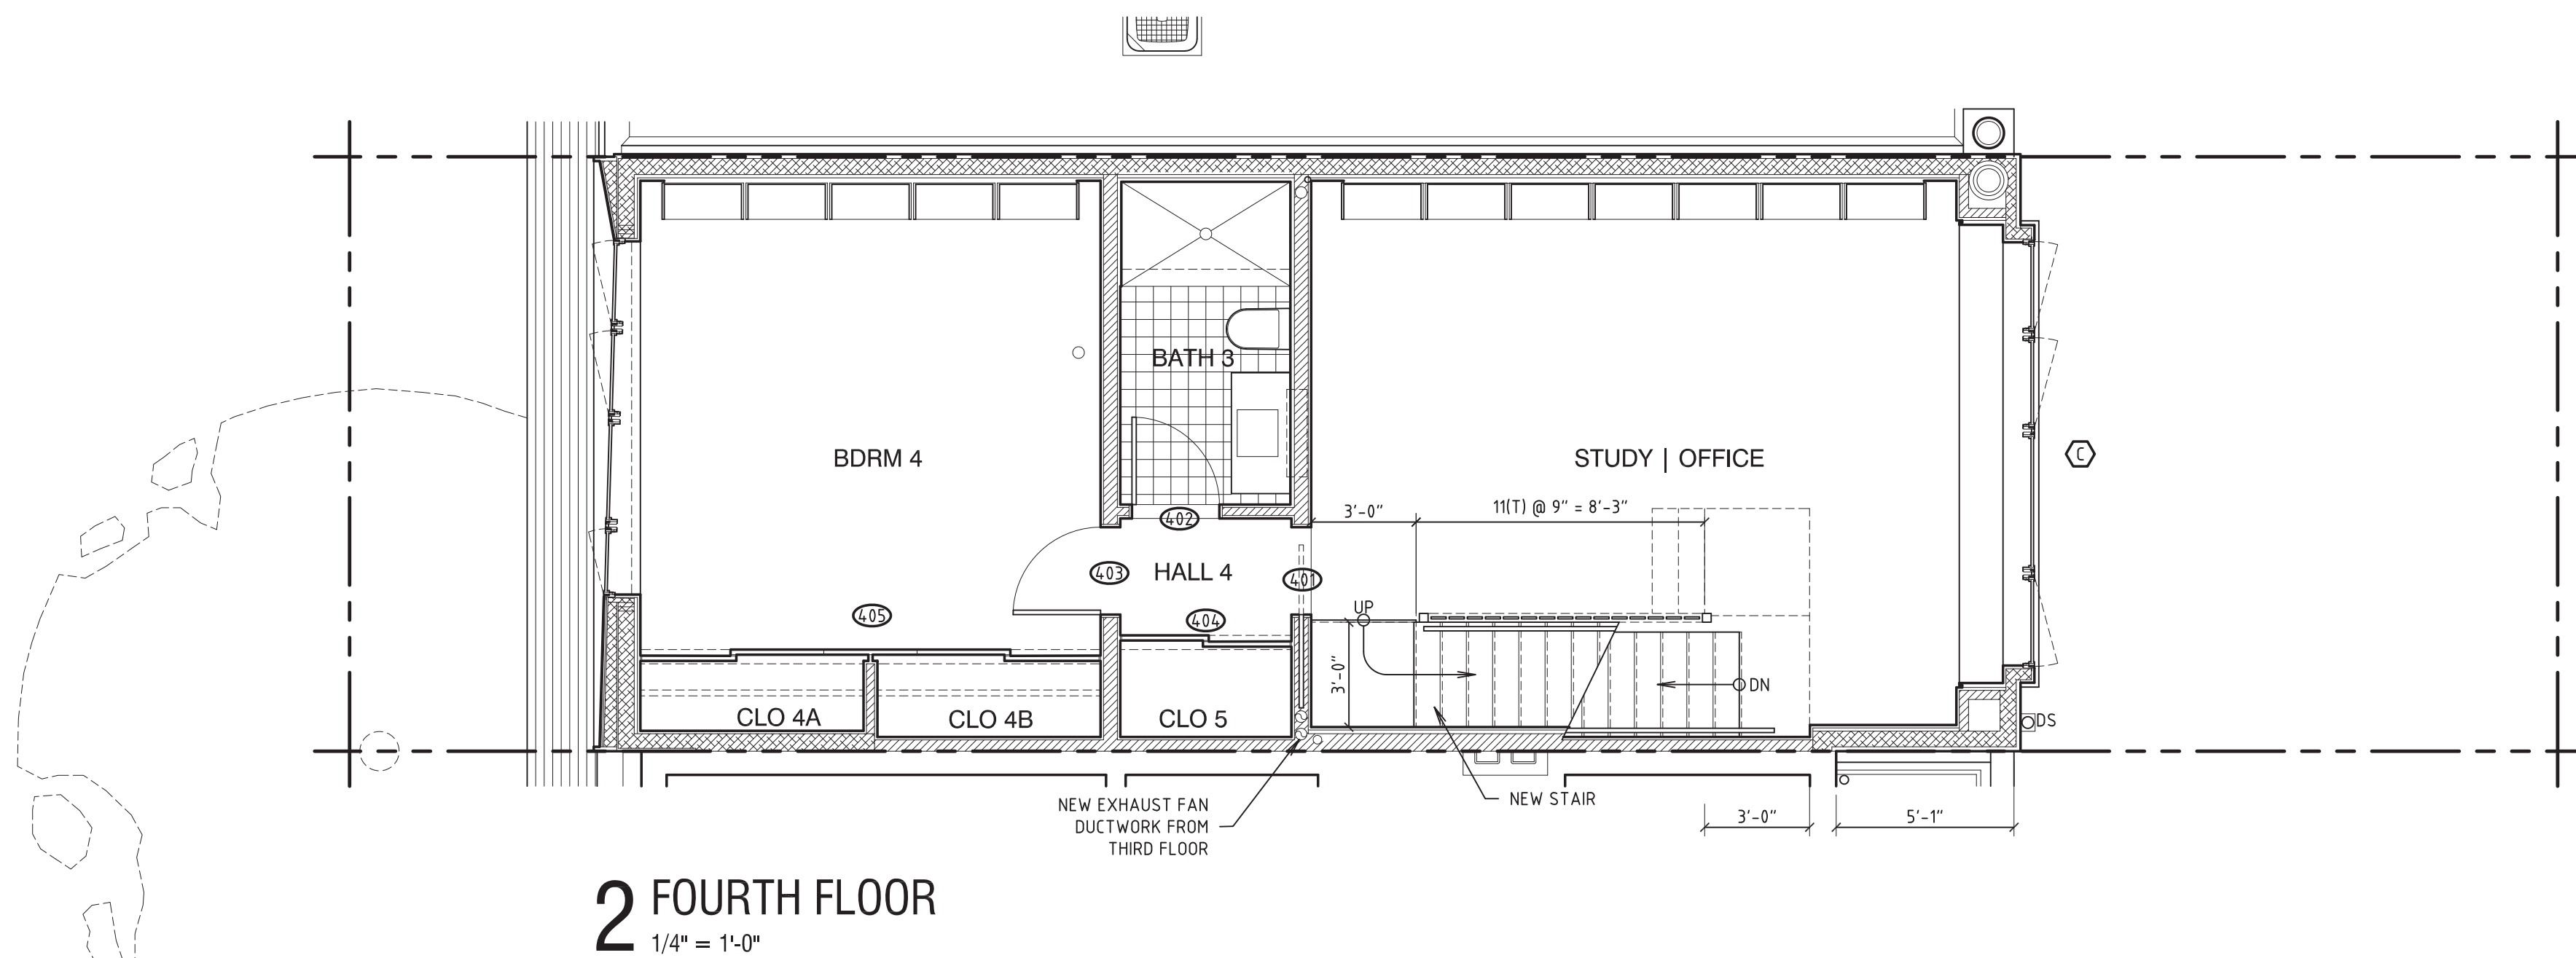 BATH 3
BDRM 4
STUDY | OFFICE
C
3'-0"
11(T) @ 9" = 8'-3"
402
403
HALL 4
401
405
404
UP
3'-0"
DN
CLO 4A
CLO 4B
CLO 5
DS
NEW EXHAUST FAN
DUCTWORK FROM
THIRD FLOOR
NEW STAIR
3'-0"
5'-1"
2 FOURTH FLOOR
1/4" = 1'-0"